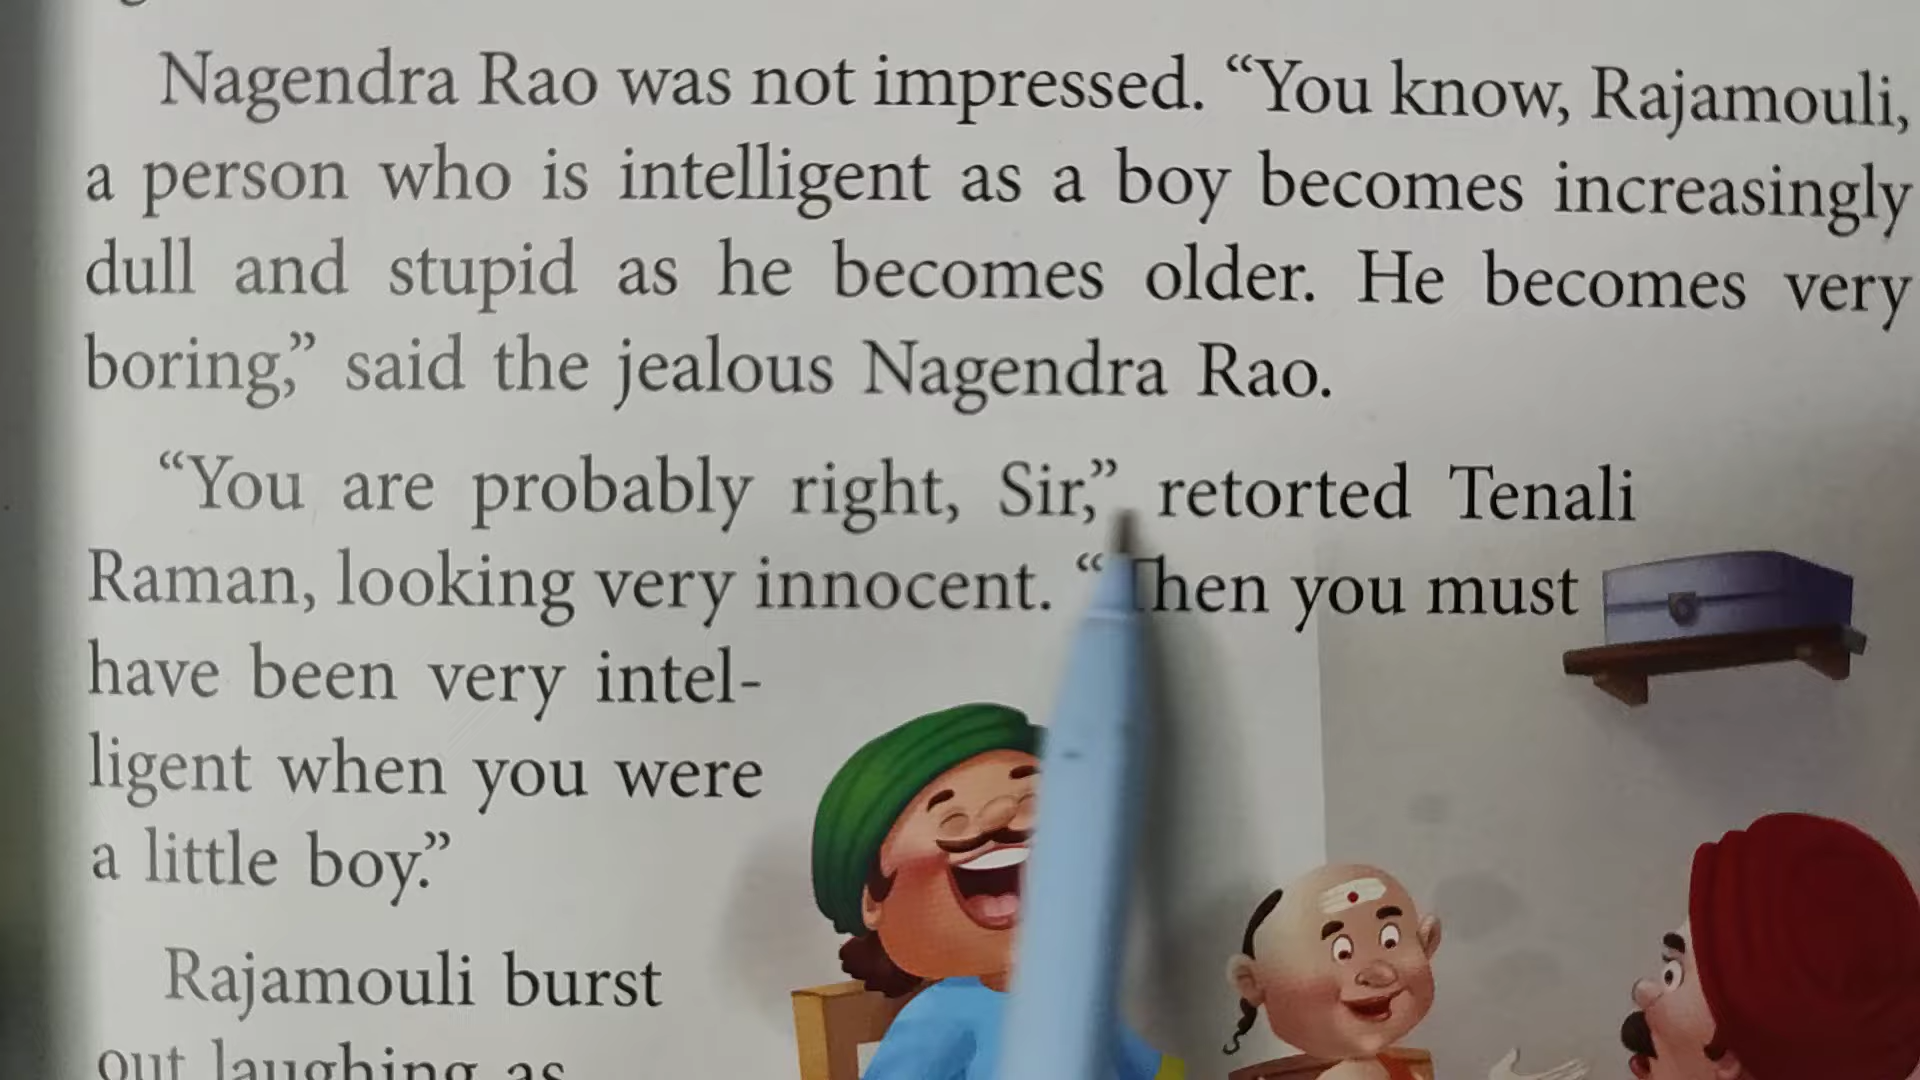 Nagendra Rao was not impressed. “You know, Rajamouli,
a person who is intelligent as a boy becomes increasingly
dull and stupid as he becomes older. He becomes very
boring,” said the jealous Nagendra Rao.
“You are probably right, Sir,” retorted Tenali
Raman, looking very innocent. “Then you must
have been very intel-
ligent when you were
a little boy.”
Rajamouli burst
out laughing as